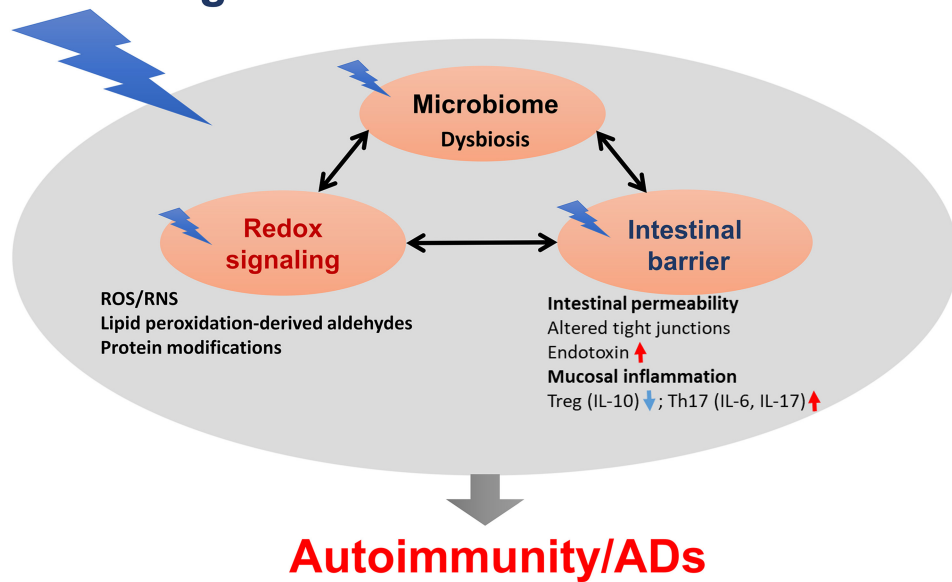 Microbiome
Dysbiosis
Redox
signaling
Intestinal
barrier
ROS/RNS
Lipid peroxidation-derived aldehydes
Protein modifications
Intestinal permeability
Altered tight junctions
Endotoxin
Mucosal inflammation
Treg (IL-10) ; Th17 (IL-6, IL-17)
Autoimmunity/ADs